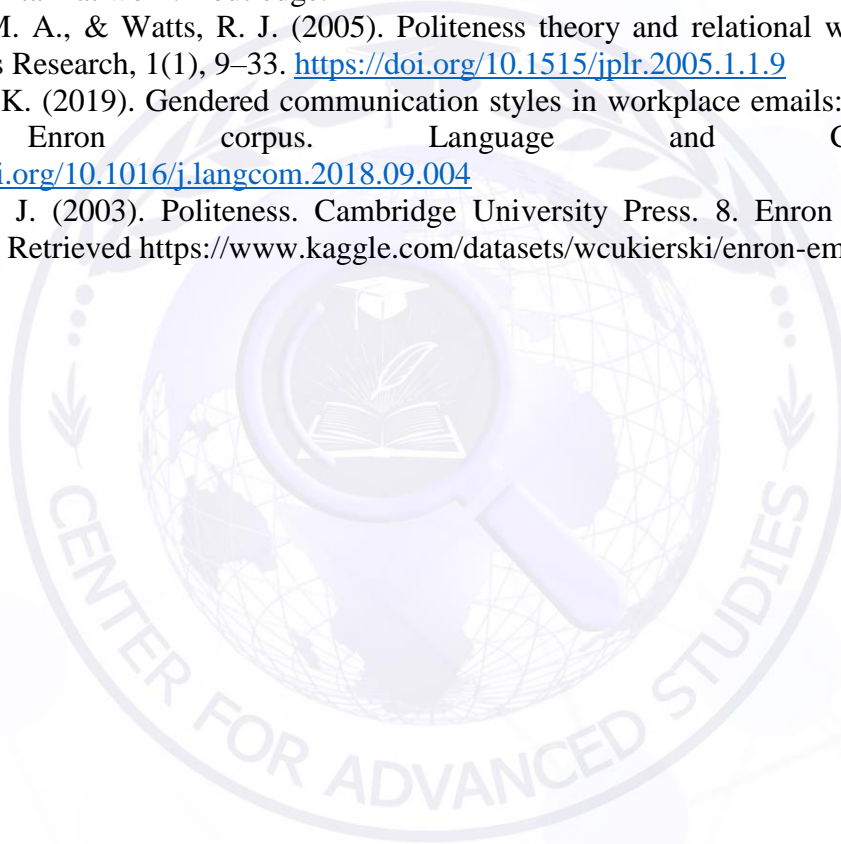 M. A., & Watts, R. J. (2005). Politeness theory and relational w
s Research, 1(1), 9–33. https://doi.org/10.1515/jplr.2005.1.1.9
K. (2019). Gendered communication styles in workplace emails:
Enron corpus. Language and
i.org/10.1016/j.langcom.2018.09.004
J. (2003). Politeness. Cambridge University Press. 8. Enron
Retrieved https://www.kaggle.com/datasets/wcukierski/enron-em
CENTER FOR ADVANCED STUDIES